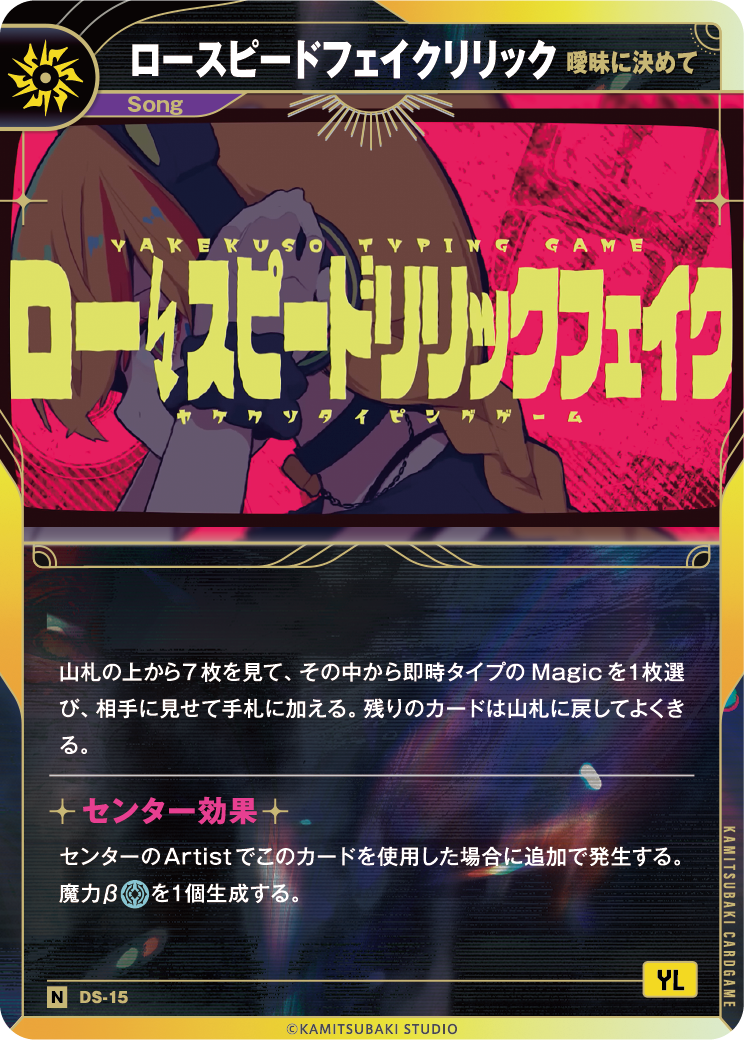 ロースピードフェイクリリック 曖昧に決めて
Song
YAKEKUSO TYPING GAME
ロースピードリリックフェイク
ヤケクソタイピングゲーム
山札の上から7枚を見て、その中から即時タイプのMagicを1枚選
び、相手に見せて手札に加える。残りのカードは山札に戻してよくき
る。
センター効果
センターのArtistでこのカードを使用した場合に追加で発生する。
魔力βを1個生成する。
KAMITSUBAKI CARDGAME
YL
N DS-15
©KAMITSUBAKI STUDIO